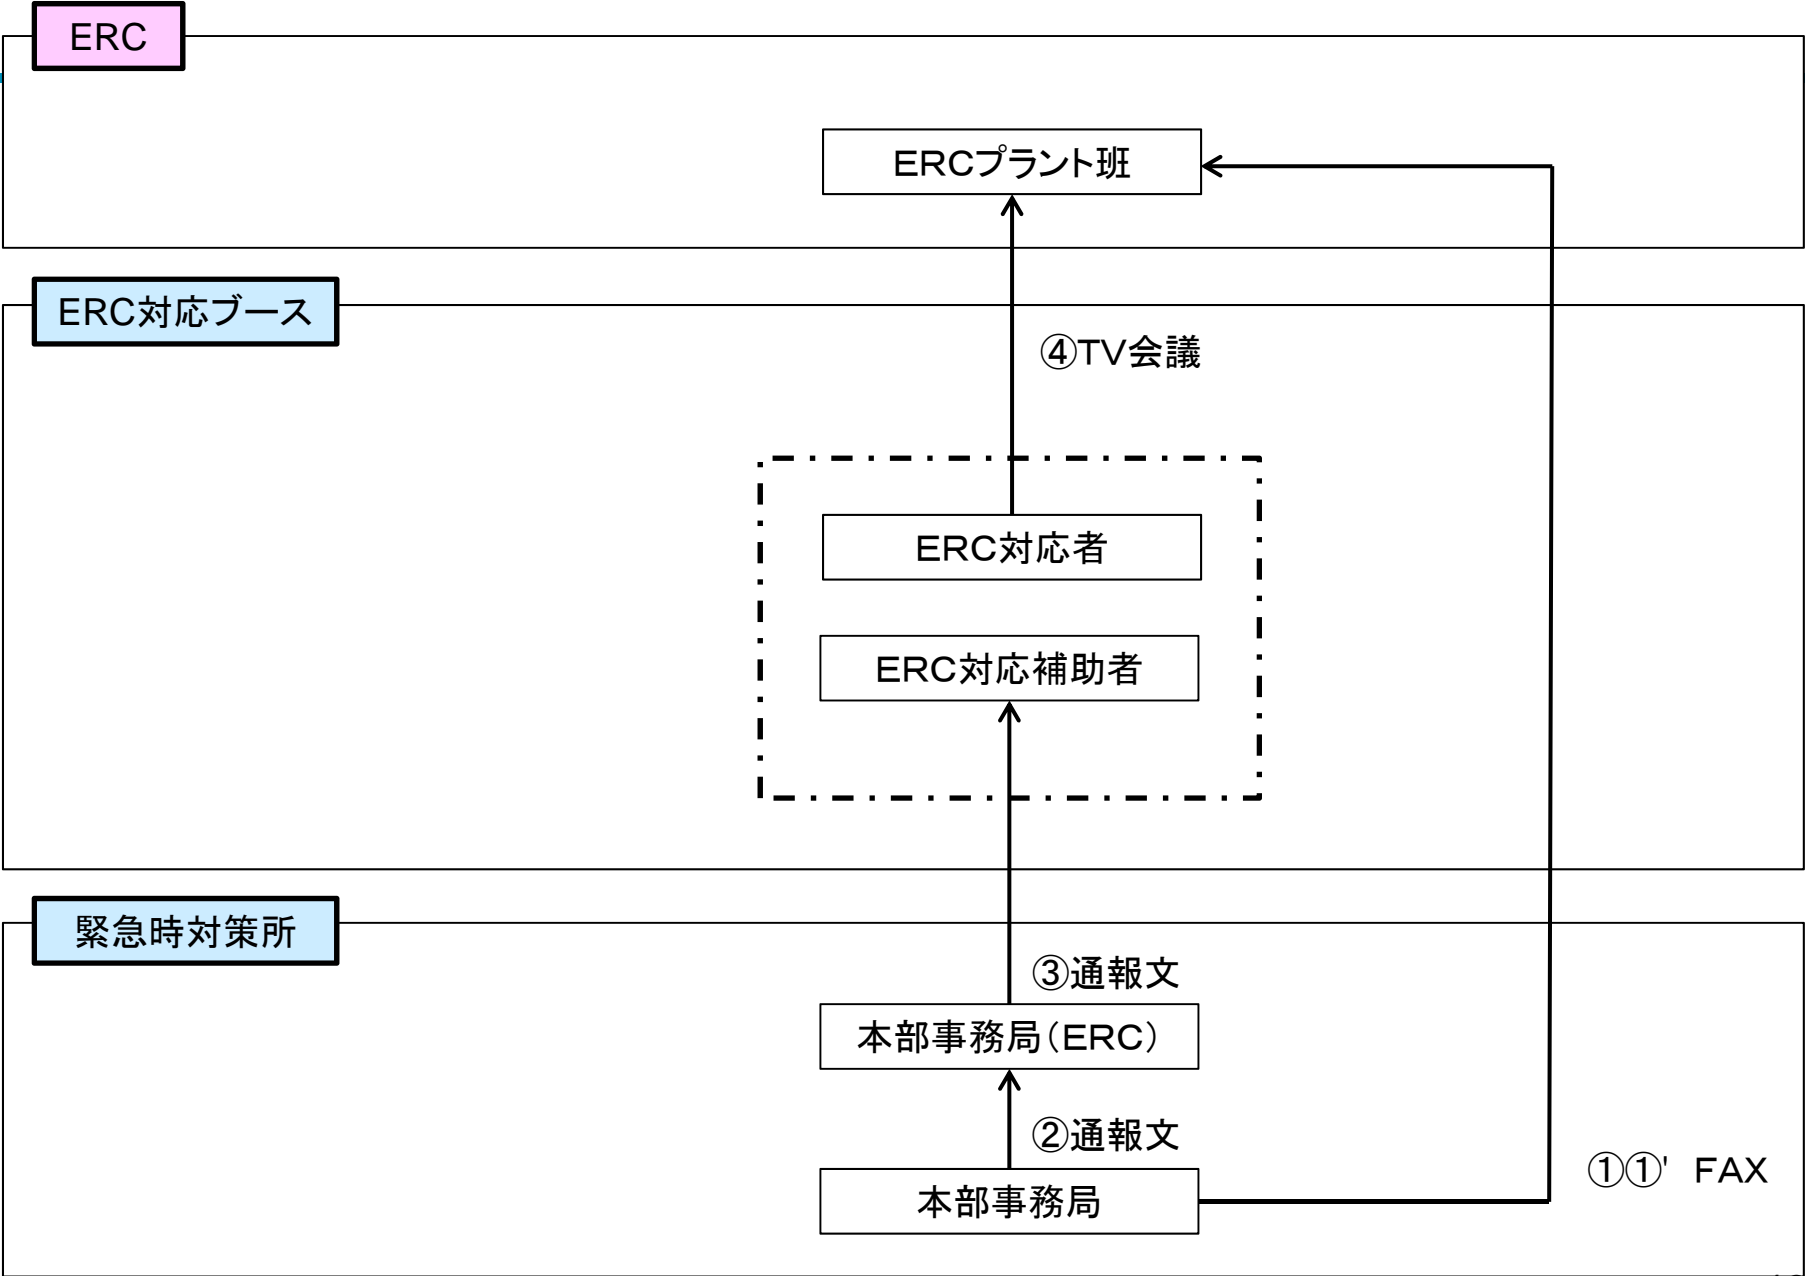 ERC
ERCプラント班
ERC対応ブース
④TV会議
ERC対応者
ERC対応補助者
緊急時対策所
③通報文
本部事務局（ERC）
②通報文
①①' FAX
本部事務局